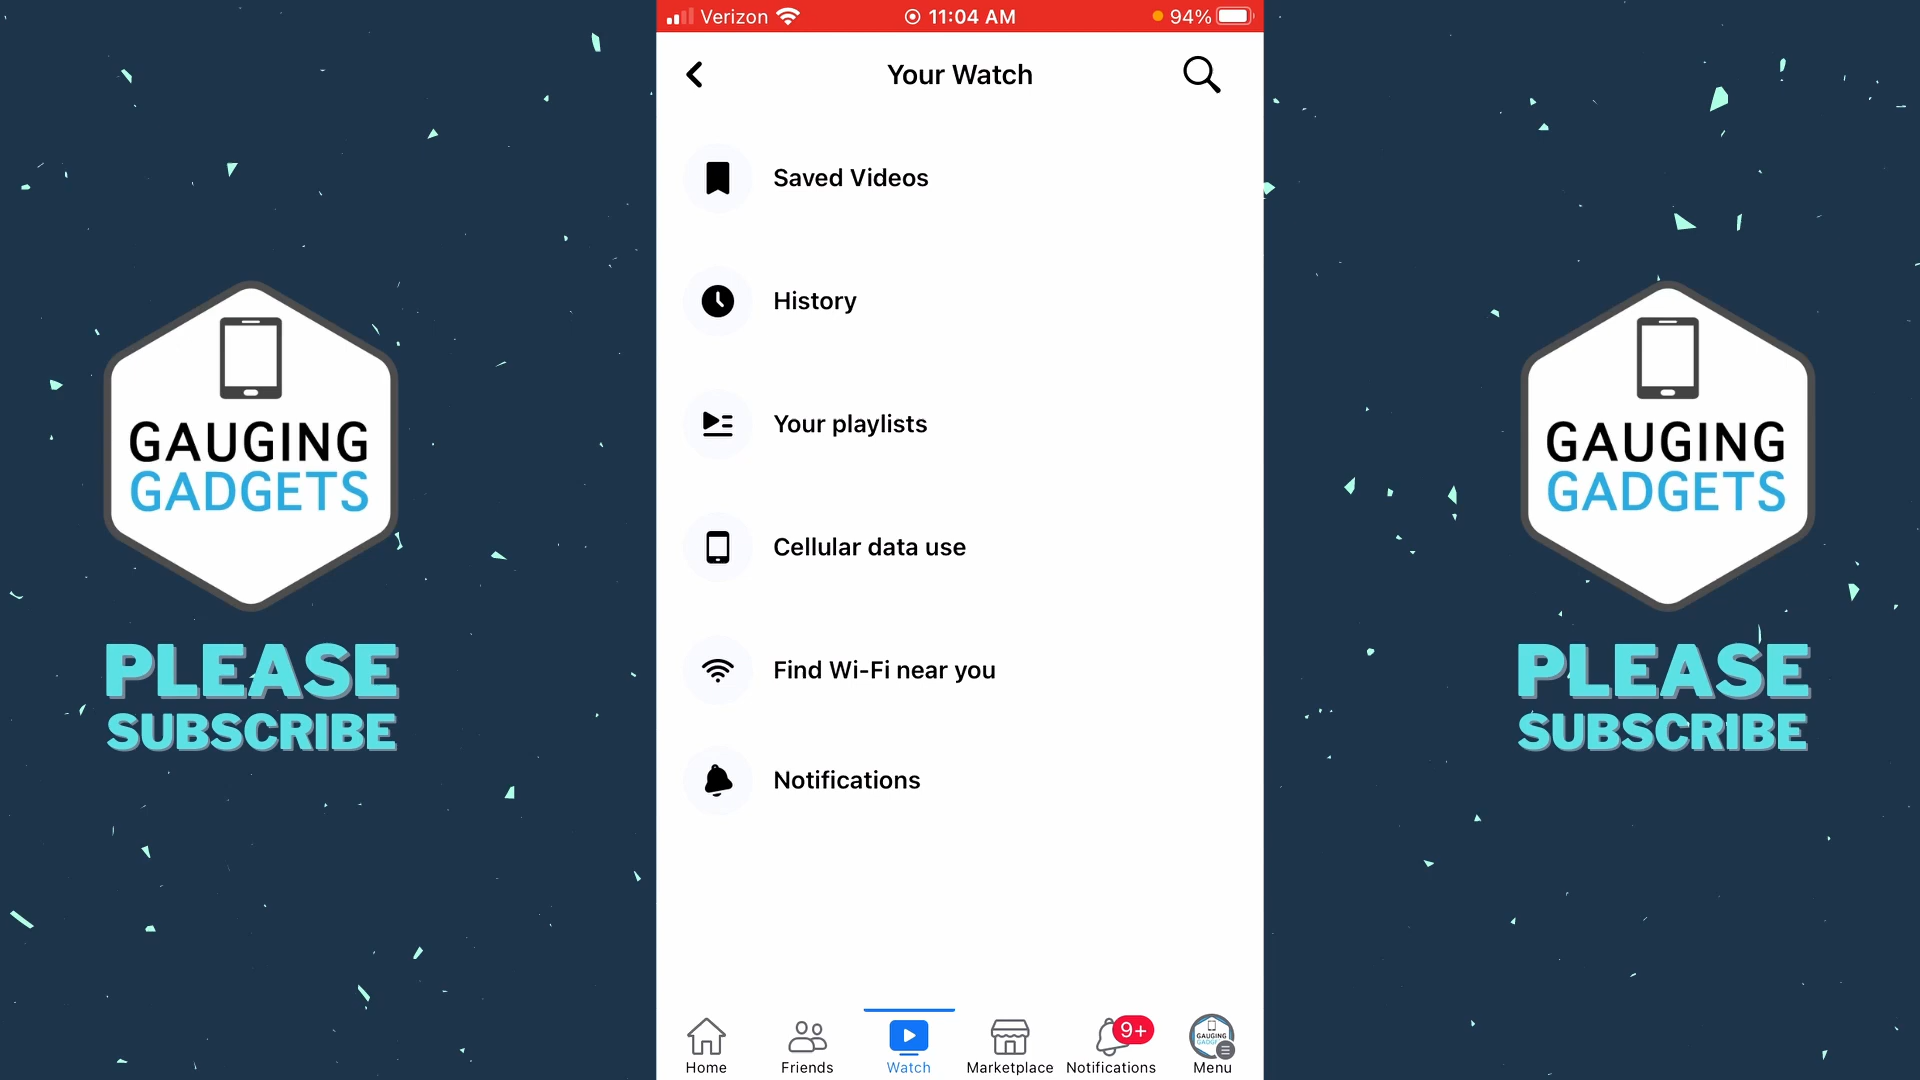 Verizon 11:04 AM 94%
Your Watch
Saved Videos
History
Your playlists
Cellular data use
Find Wi-Fi near you
Notifications
Home Friends Watch Marketplace Notifications 9+ Menu
GAUGING
GADGETS
PLEASE
SUBSCRIBE
GAUGING
GADGETS
PLEASE
SUBSCRIBE